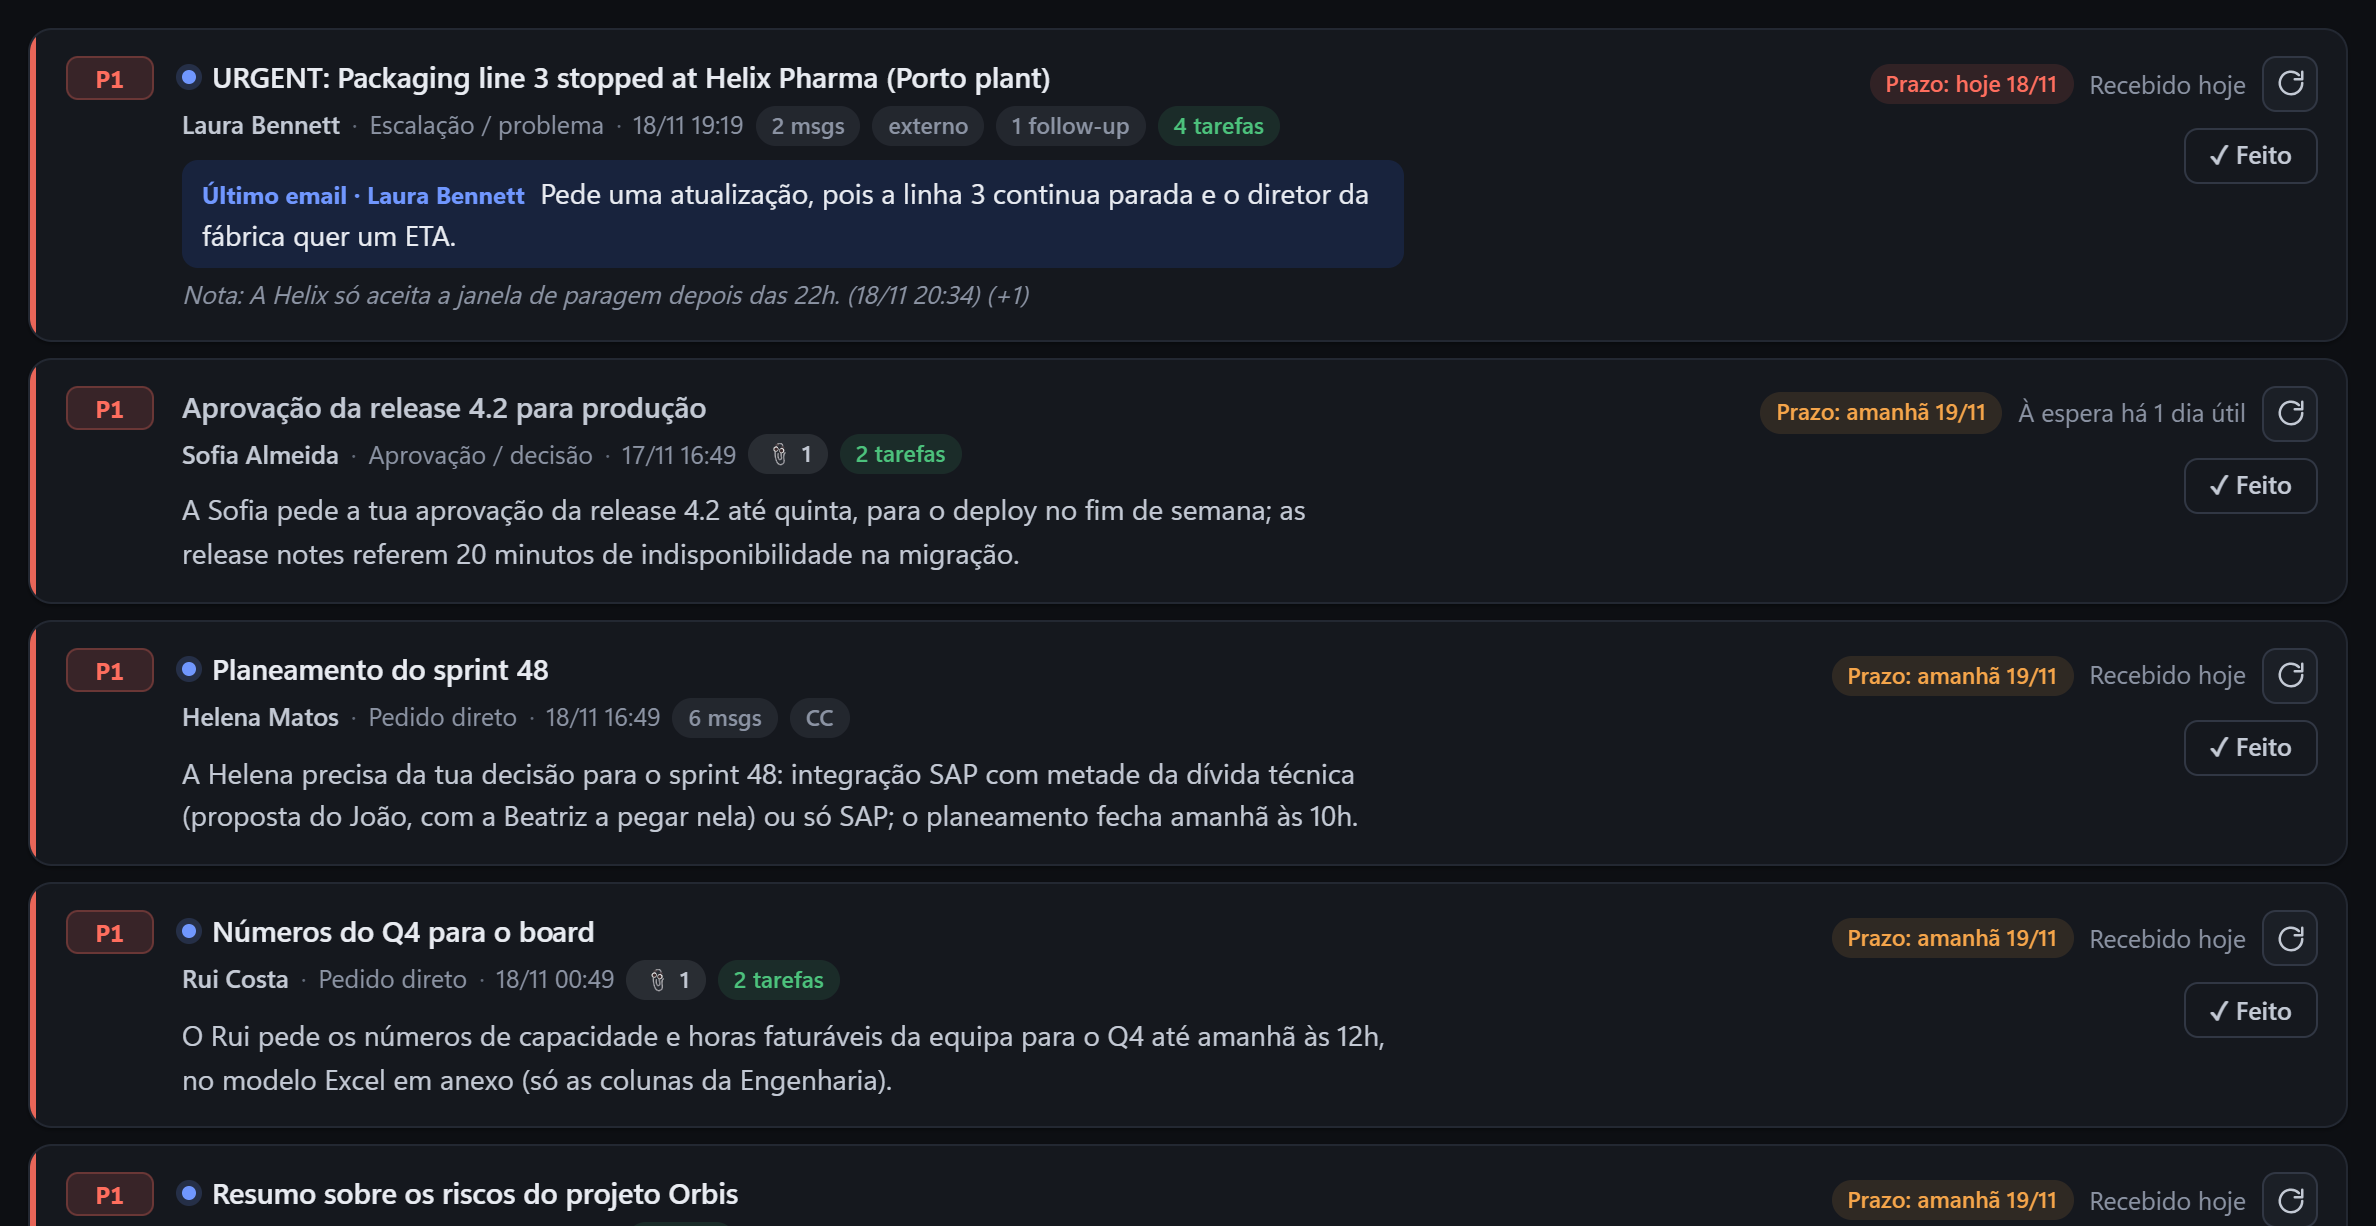 P1 URGENT: Packaging line 3 stopped at Helix Pharma (Porto plant) Prazo: hoje 18/11 Recebido hoje
Laura Bennett · Escalação / problema · 18/11 19:19 2 msgs externo 1 follow-up 4 tarefas
✓ Feito
Último email · Laura Bennett Pede uma atualização, pois a linha 3 continua parada e o diretor da
fábrica quer um ETA.
Nota: A Helix só aceita a janela de paragem depois das 22h. (18/11 20:34) (+1)
P1 Aprovação da release 4.2 para produção Prazo: amanhã 19/11 À espera há 1 dia útil
Sofia Almeida · Aprovação / decisão · 17/11 16:49 1 2 tarefas
✓ Feito
A Sofia pede a tua aprovação da release 4.2 até quinta, para o deploy no fim de semana; as
release notes referem 20 minutos de indisponibilidade na migração.
P1 Planeamento do sprint 48 Prazo: amanhã 19/11 Recebido hoje
Helena Matos · Pedido direto · 18/11 16:49 6 msgs CC
✓ Feito
A Helena precisa da tua decisão para o sprint 48: integração SAP com metade da dívida técnica
(proposta do João, com a Beatriz a pegar nela) ou só SAP; o planeamento fecha amanhã às 10h.
P1 Números do Q4 para o board Prazo: amanhã 19/11 Recebido hoje
Rui Costa · Pedido direto · 18/11 00:49 1 2 tarefas
✓ Feito
O Rui pede os números de capacidade e horas faturáveis da equipa para o Q4 até amanhã às 12h,
no modelo Excel em anexo (só as colunas da Engenharia).
P1 Resumo sobre os riscos do projeto Orbis Prazo: amanhã 19/11 Recebido hoje